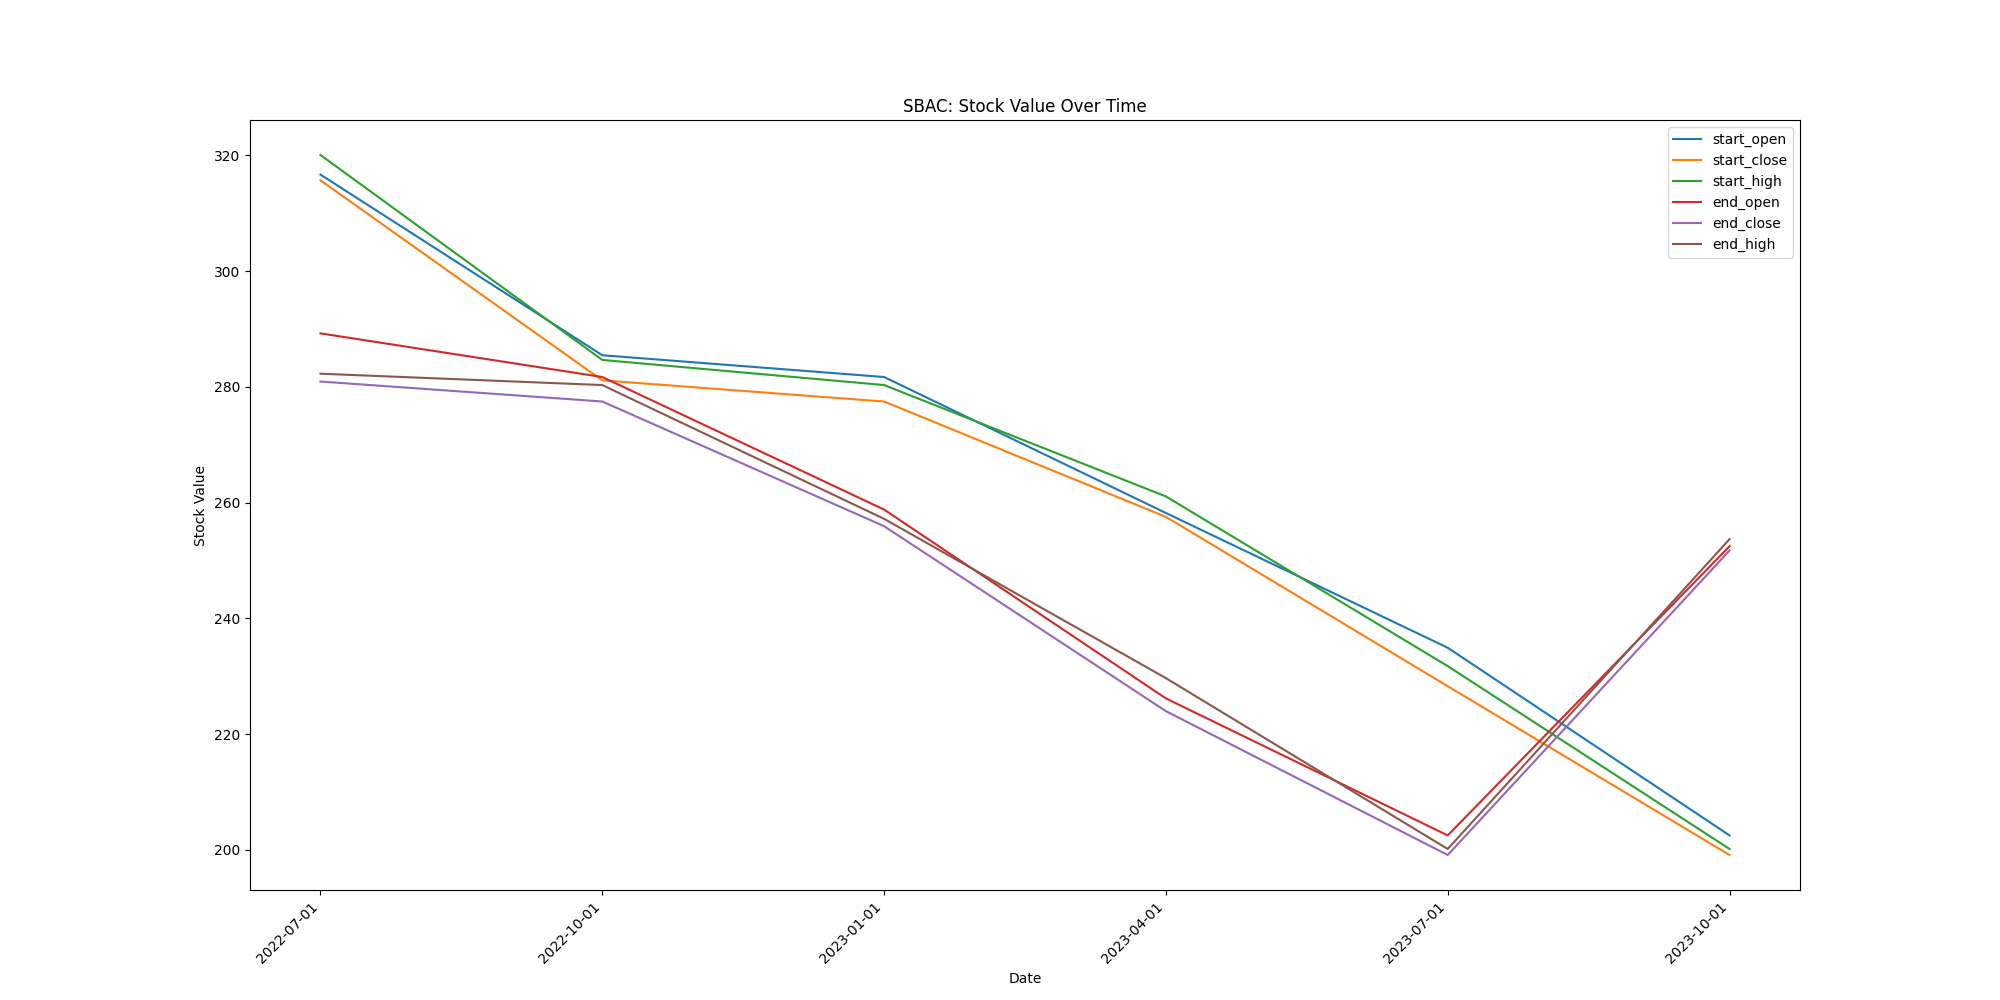 SBAC: Stock Value Over Time
start_open
start_close
start_high
end_open
end_close
end_high
Stock Value
320
300
280
260
240
220
200
2022-07-01
2022-10-01
2023-01-01
2023-04-01
2023-07-01
2023-10-01
Date